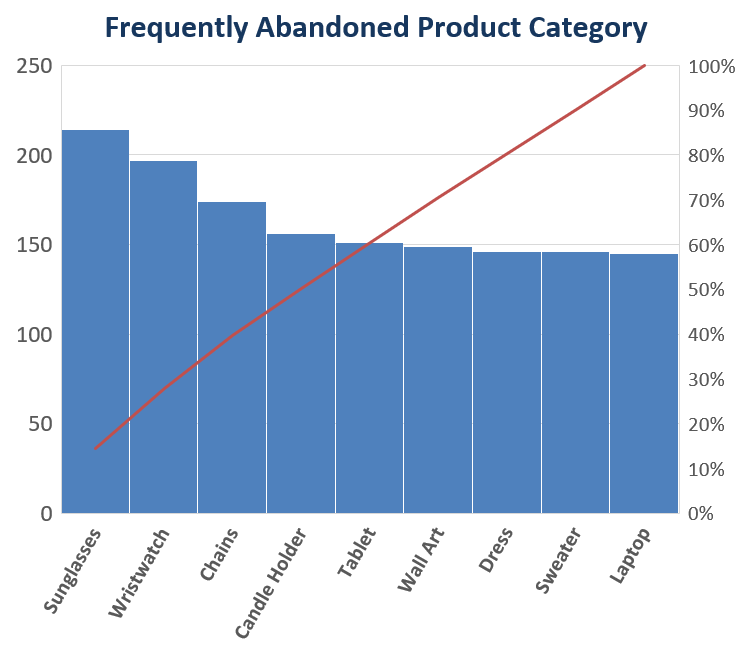 Frequently Abandoned Product Category
250
200
150
100
50
0
100%
90%
80%
70%
60%
50%
40%
30%
20%
10%
0%
Sunglasses
Wristwatch
Chains
Candle Holder
Tablet
Wall Art
Dress
Sweater
Laptop